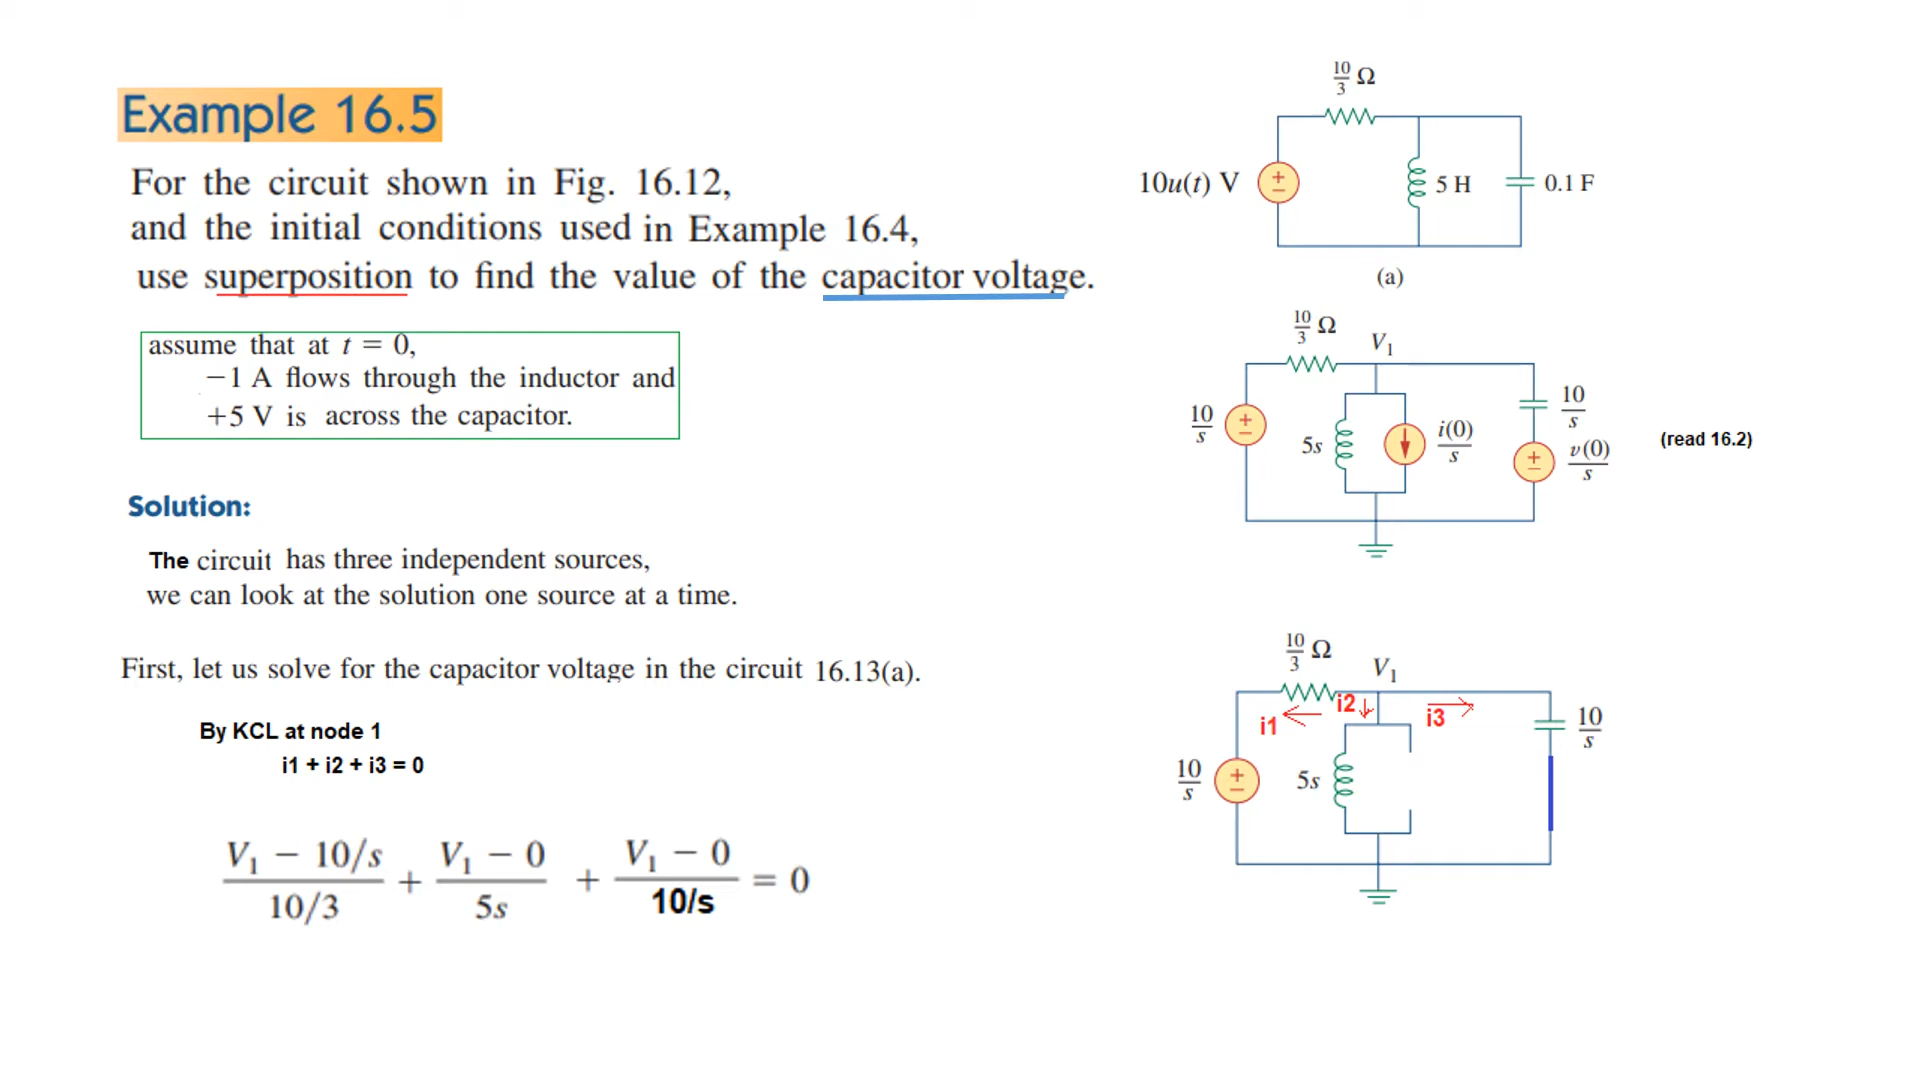 Example 16.5
For the circuit shown in Fig. 16.12,
and the initial conditions used in Example 16.4,
use superposition to find the value of the capacitor voltage.
assume that at t = 0,
−1 A flows through the inductor and
+5 V is across the capacitor.
Solution:
The circuit has three independent sources,
we can look at the solution one source at a time.
First, let us solve for the capacitor voltage in the circuit 16.13(a).
By KCL at node 1
i1 + i2 + i3 = 0
V₁ − 10/s V₁ − 0 V₁ − 0
+ + = 0
10/3 5s 10/s
10/3 Ω
10u(t) V
+
−
5 H
0.1 F
(a)
10/3 Ω
V₁
10/s
+
−
5s
i(0)/s
10/s
+
−
v(0)/s
(read 16.2)
10/3 Ω
V₁
i1
i2
i3
10/s
10/s
+
−
5s